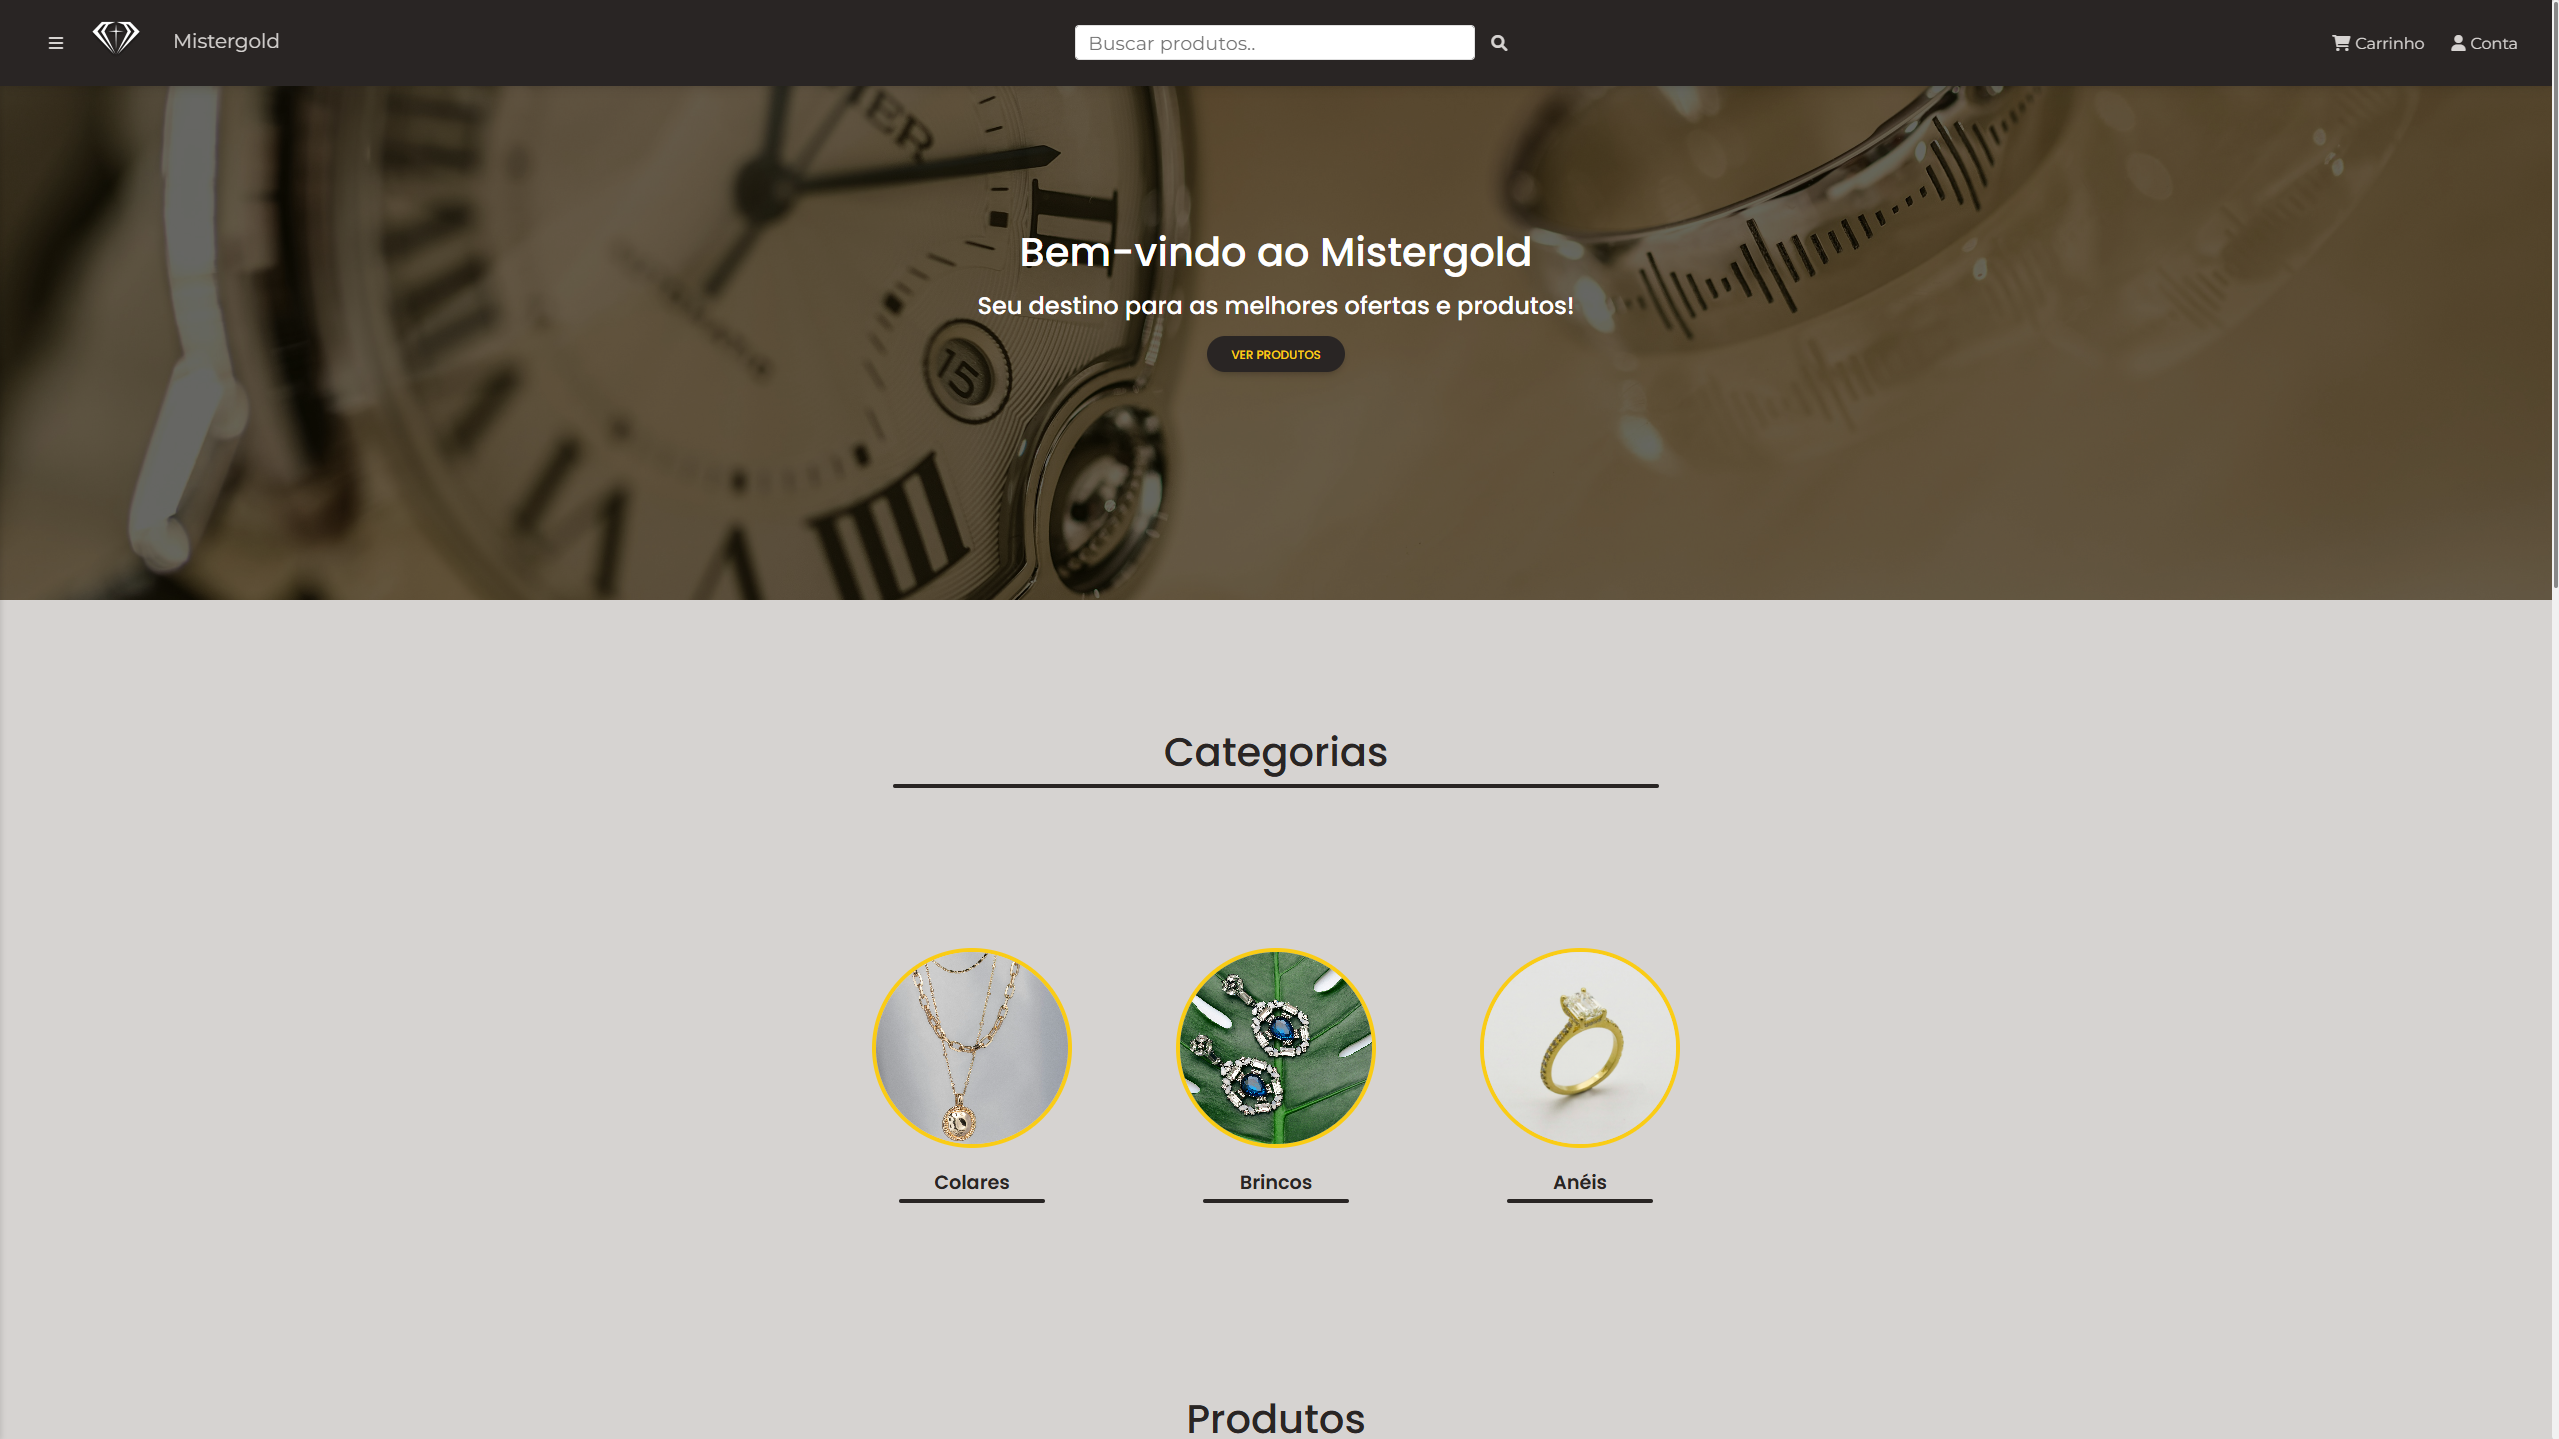 Mistergold
Buscar produtos..
Carrinho
Conta
Bem-vindo ao Mistergold
Seu destino para as melhores ofertas e produtos!
VER PRODUTOS
15
Categorias
Colares
Brincos
Anéis
Produtos